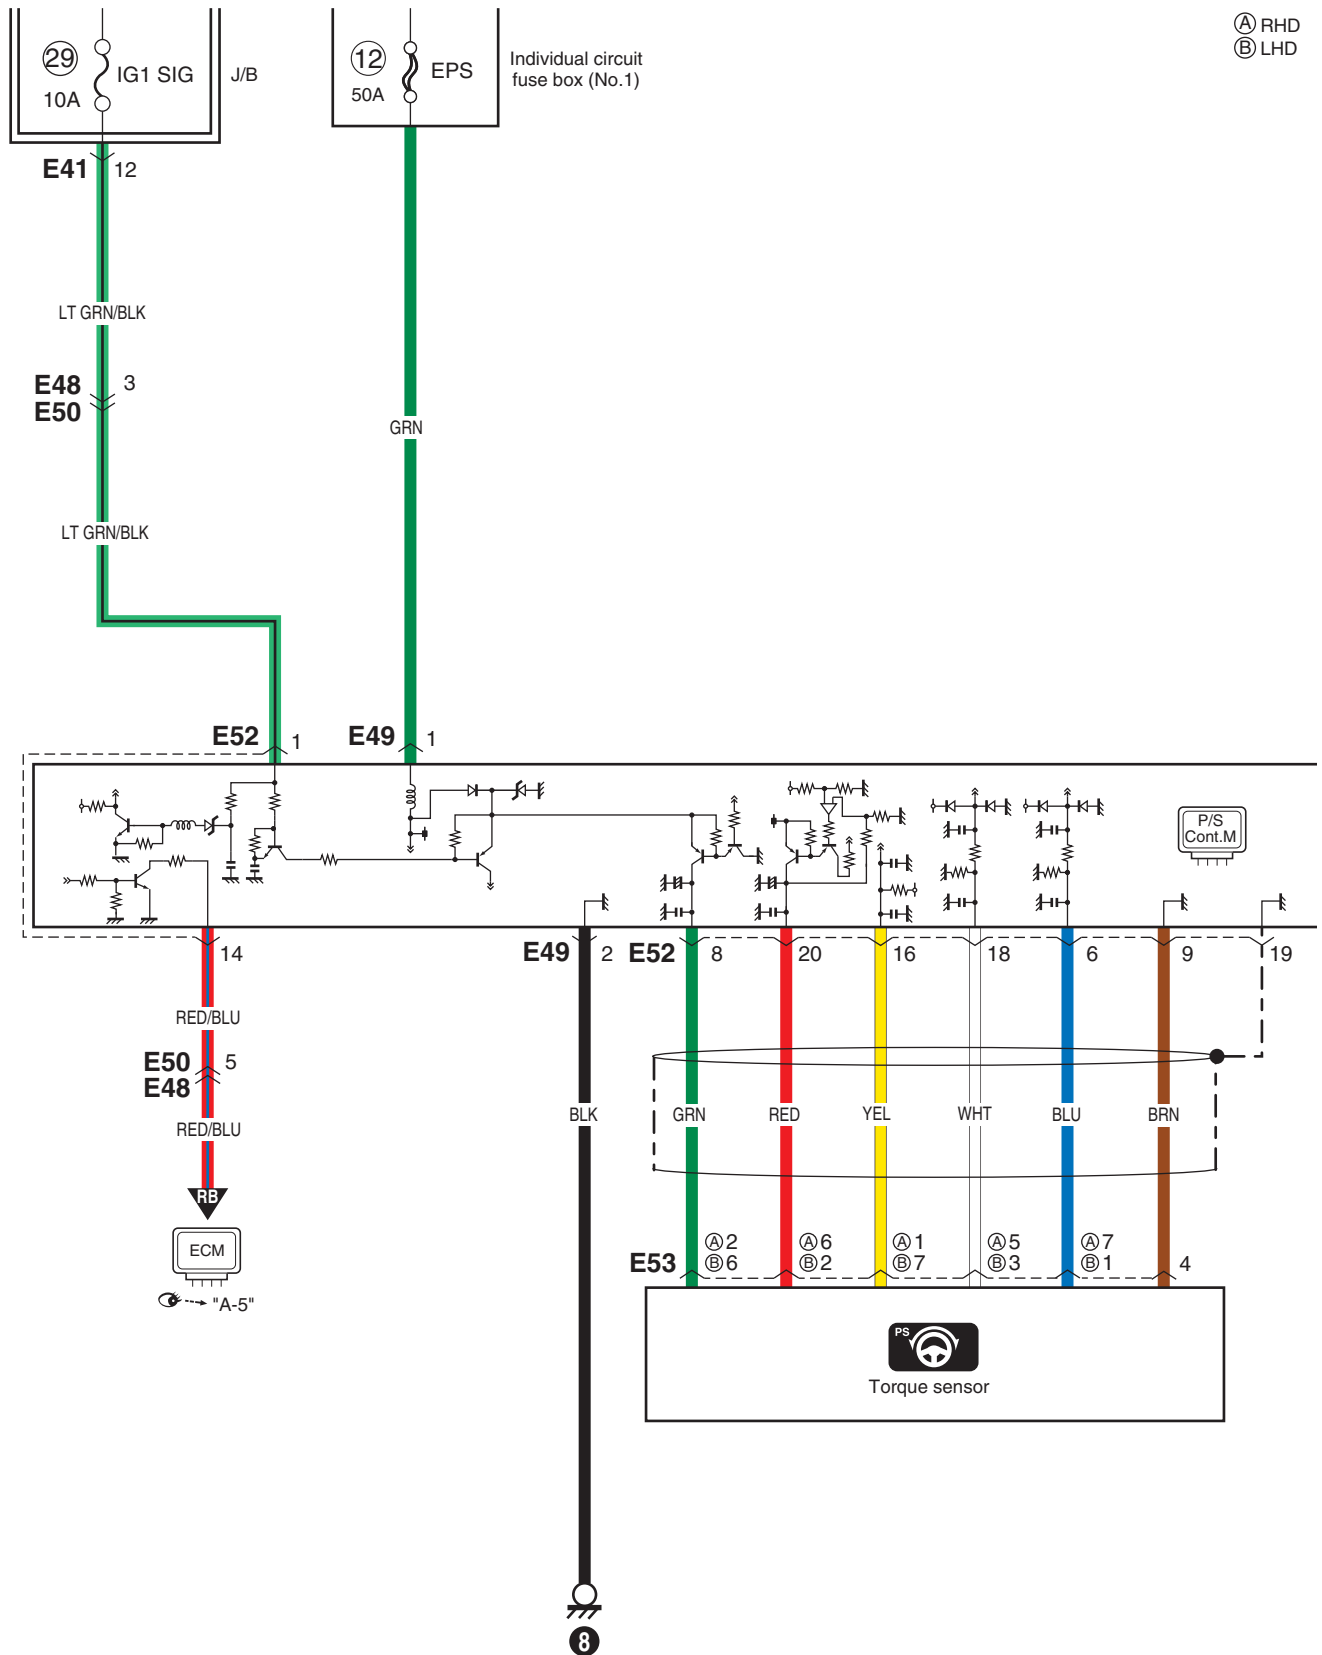 Ⓐ RHD
Ⓑ LHD
29
IG1 SIG
10A
J/B
12
EPS
50A
Individual circuit
fuse box (No.1)
E41
12
LT GRN/BLK
E48
3
E50
GRN
LT GRN/BLK
E52
1
E49
1
P/S
Cont.M
14
E49
2
E52
8
20
16
18
6
9
19
RED/BLU
E50
5
E48
RED/BLU
BLK
GRN
RED
YEL
WHT
BLU
BRN
RB
ECM
"A-5"
E53
Ⓐ2
Ⓑ6
Ⓐ6
Ⓑ2
Ⓐ1
Ⓑ7
Ⓐ5
Ⓑ3
Ⓐ7
Ⓑ1
4
PS
Torque sensor
8